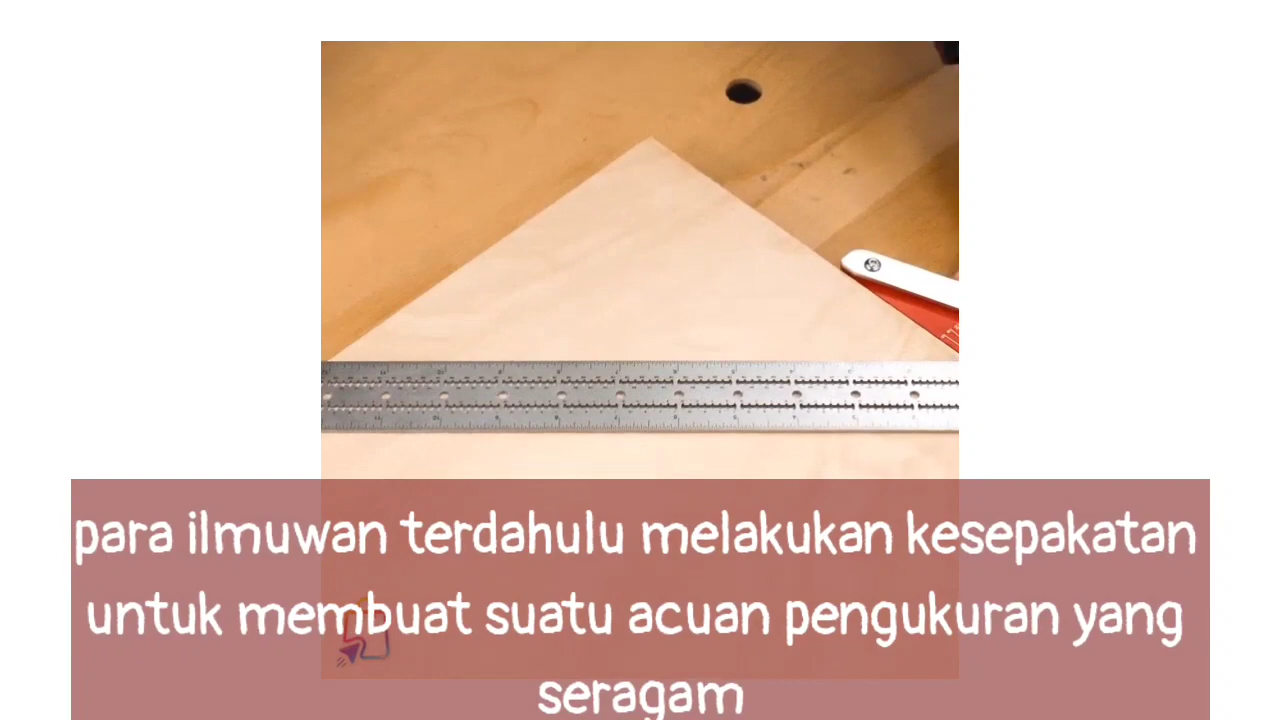 para ilmuwan terdahulu melakukan kesepakatan
untuk membuat suatu acuan pengukuran yang
seragam